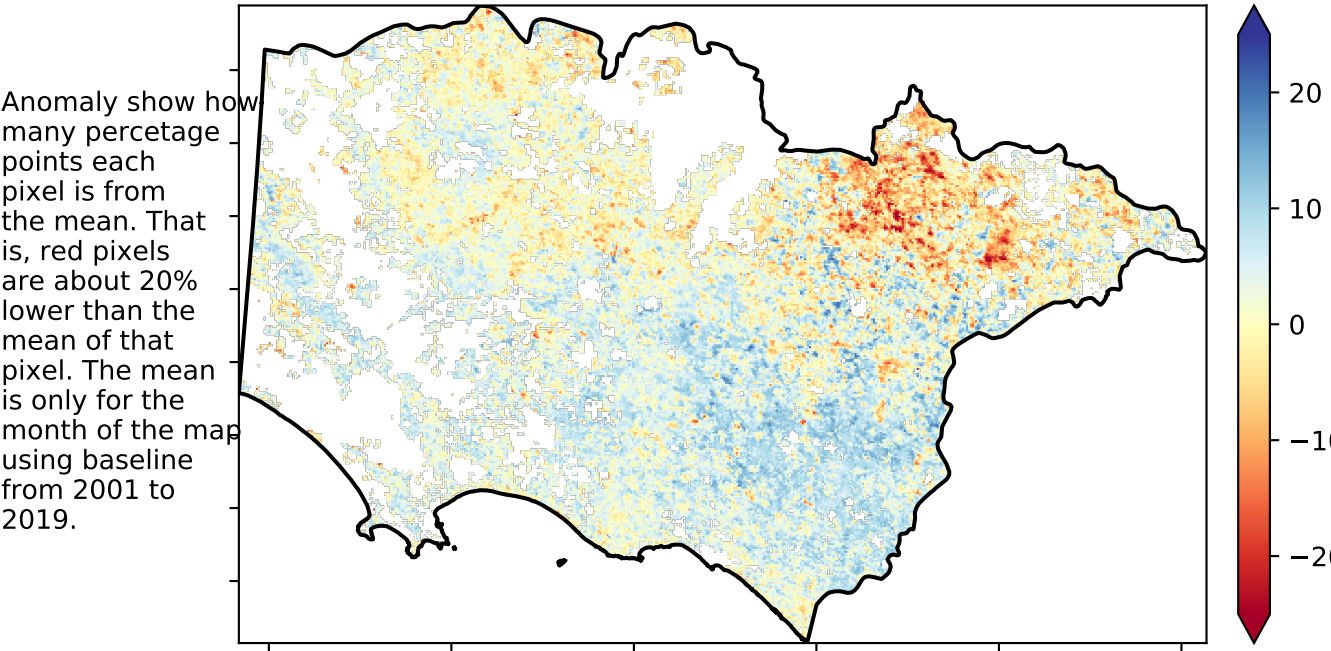 Anomaly show how
many percetage
points each
pixel is from
the mean. That
is, red pixels
are about 20%
lower than the
mean of that
pixel. The mean
is only for the
month of the map
using baseline
from 2001 to
2019.
20
10
0
−10
−20